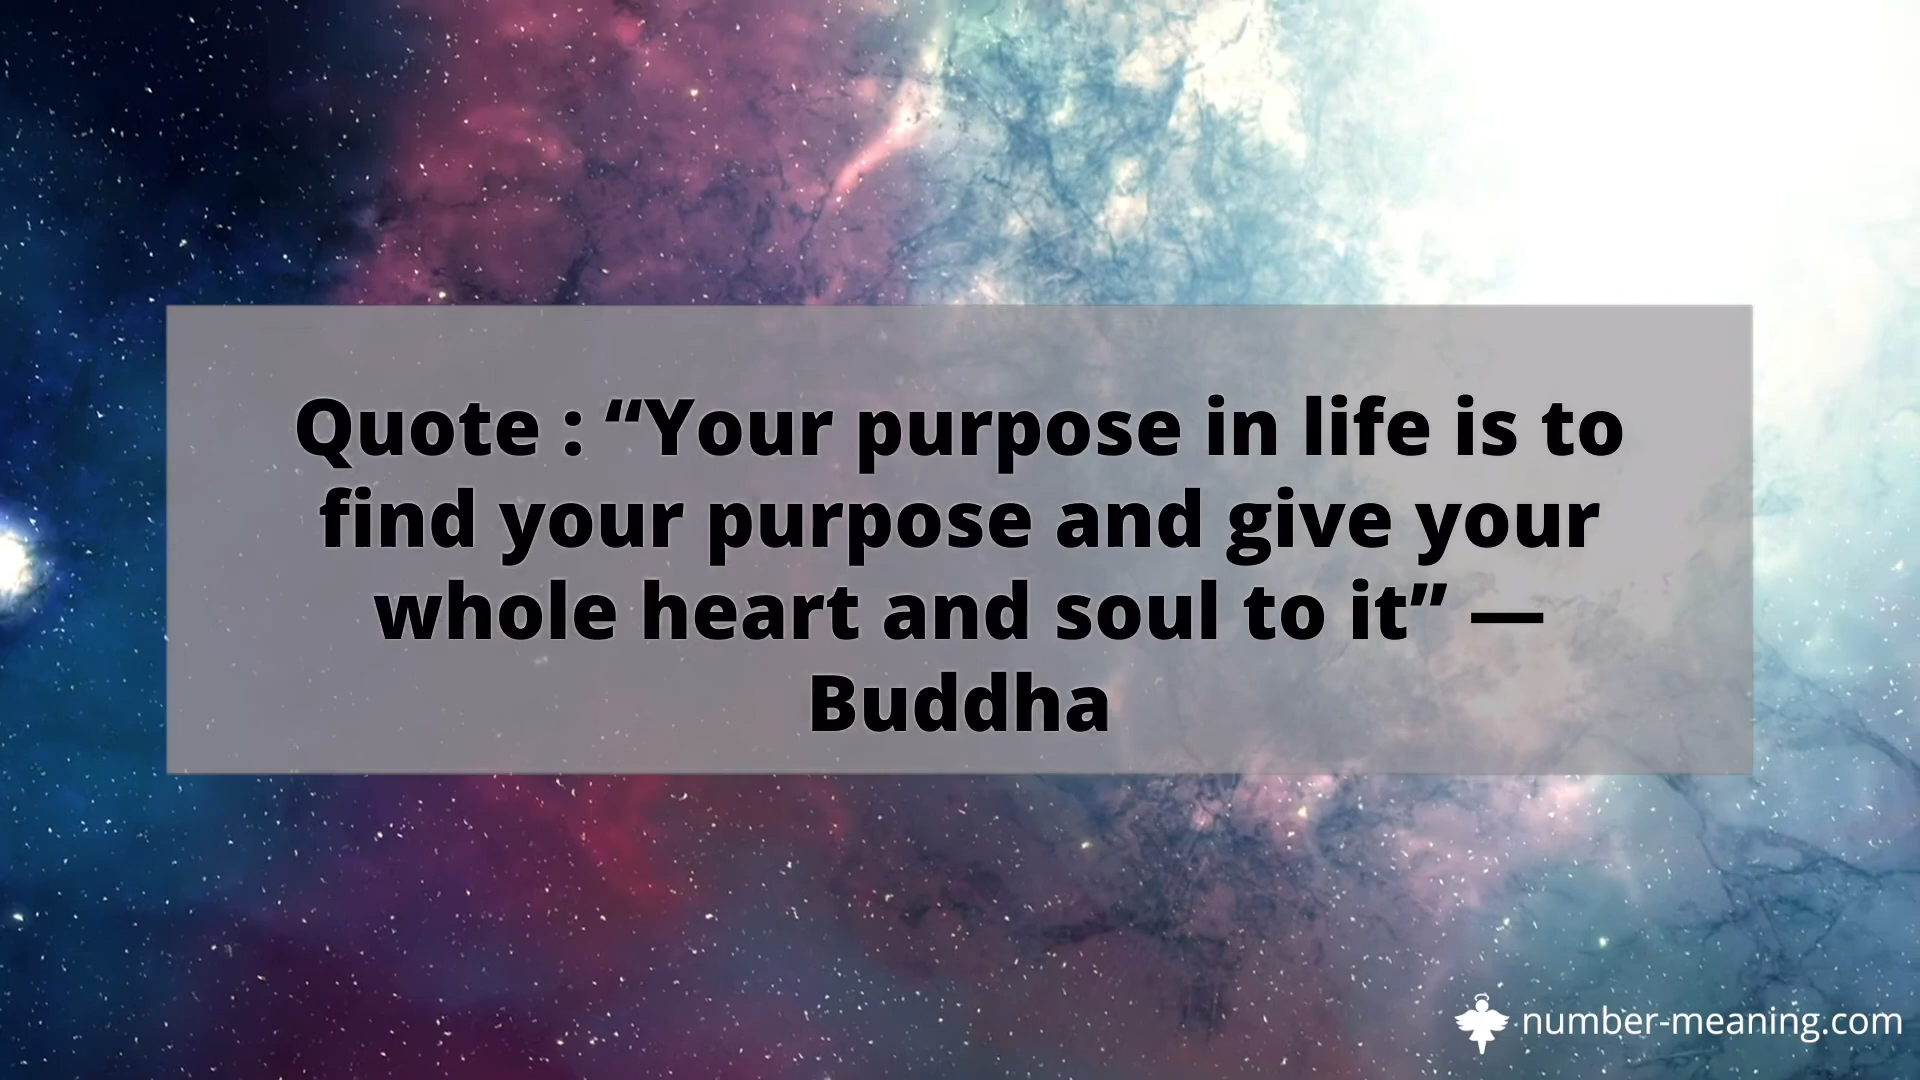 Quote : “Your purpose in life is to
find your purpose and give your
whole heart and soul to it” —
Buddha
number-meaning.com